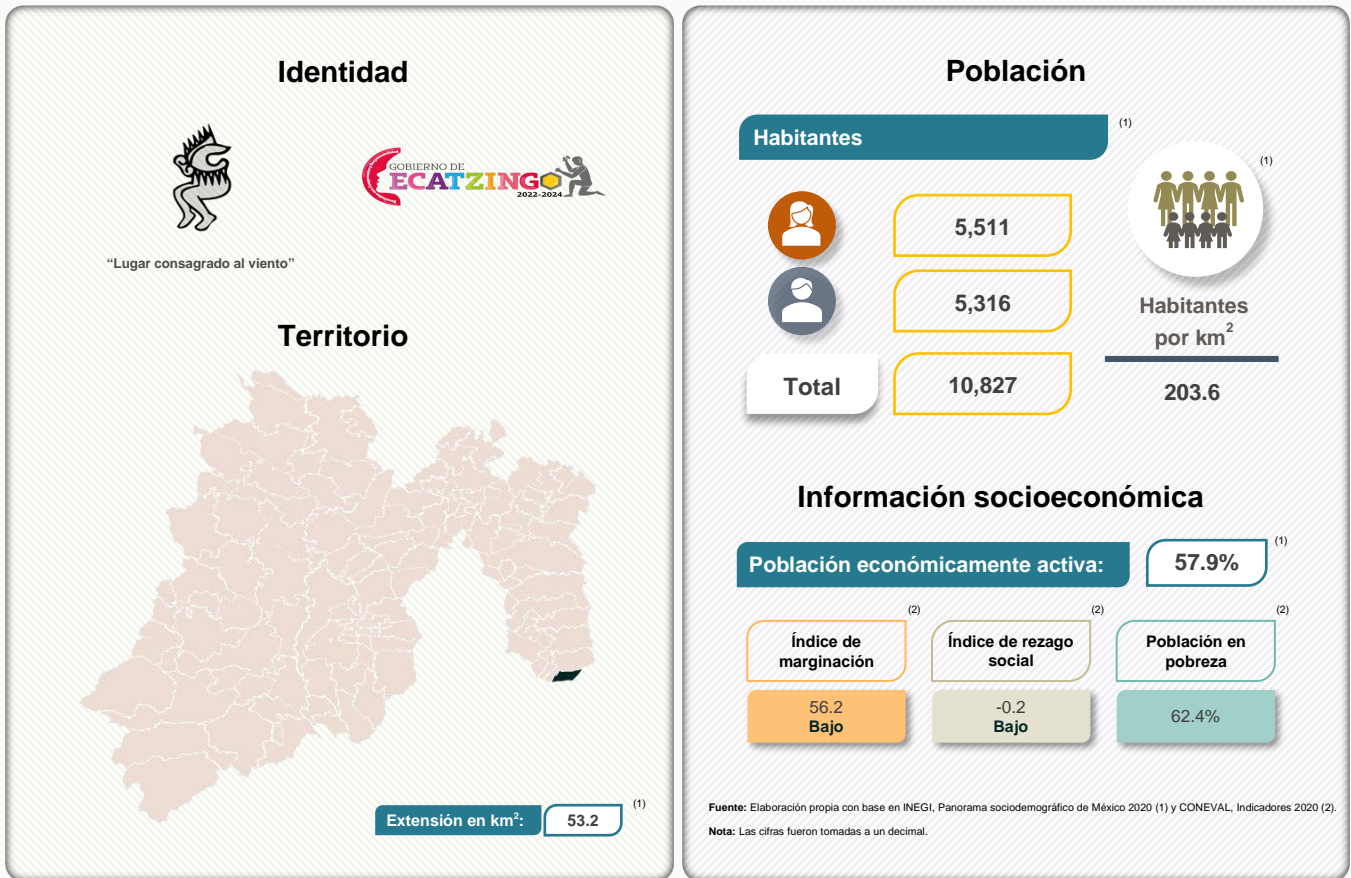 Identidad
GOBIERNO DE
ECATZINGO
2022-2024
“Lugar consagrado al viento”
Territorio
Extensión en km²:
53.2
(1)
Población
Habitantes
(1)
(1)
5,511
5,316
Total
10,827
Habitantes
por km²
203.6
Información socioeconómica
Población económicamente activa:
57.9%
(1)
(2)
(2)
(2)
Índice de
marginación
Índice de rezago
social
Población en
pobreza
56.2
Bajo
-0.2
Bajo
62.4%
Fuente: Elaboración propia con base en INEGI, Panorama sociodemográfico de México 2020 (1) y CONEVAL, Indicadores 2020 (2).
Nota: Las cifras fueron tomadas a un decimal.